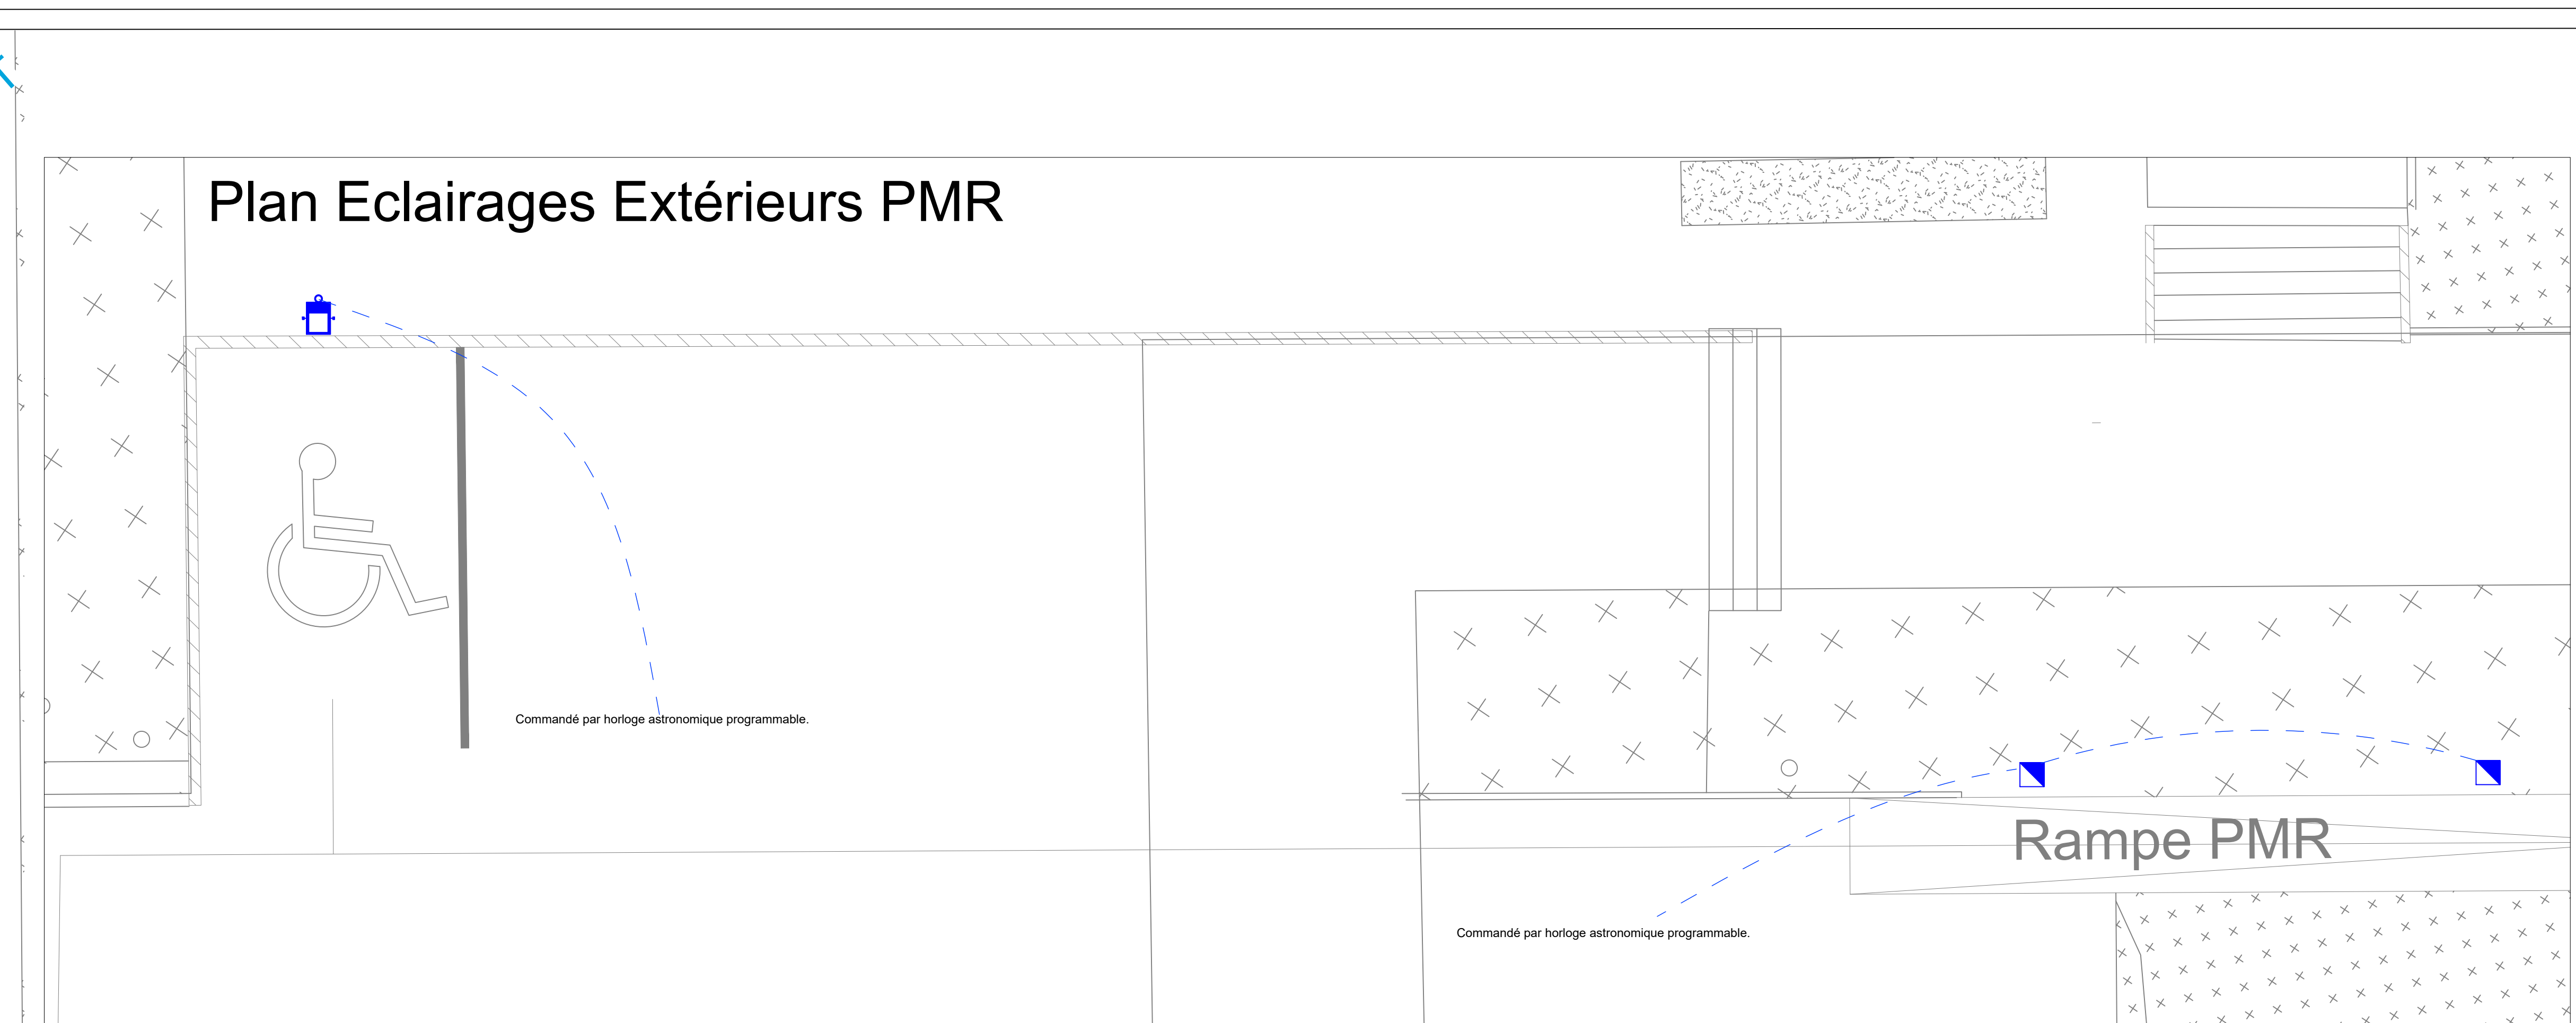 Plan Eclairages Extérieurs PMR
Commandé par horloge astronomique programmable.
Rampe PMR
Commandé par horloge astronomique programmable.